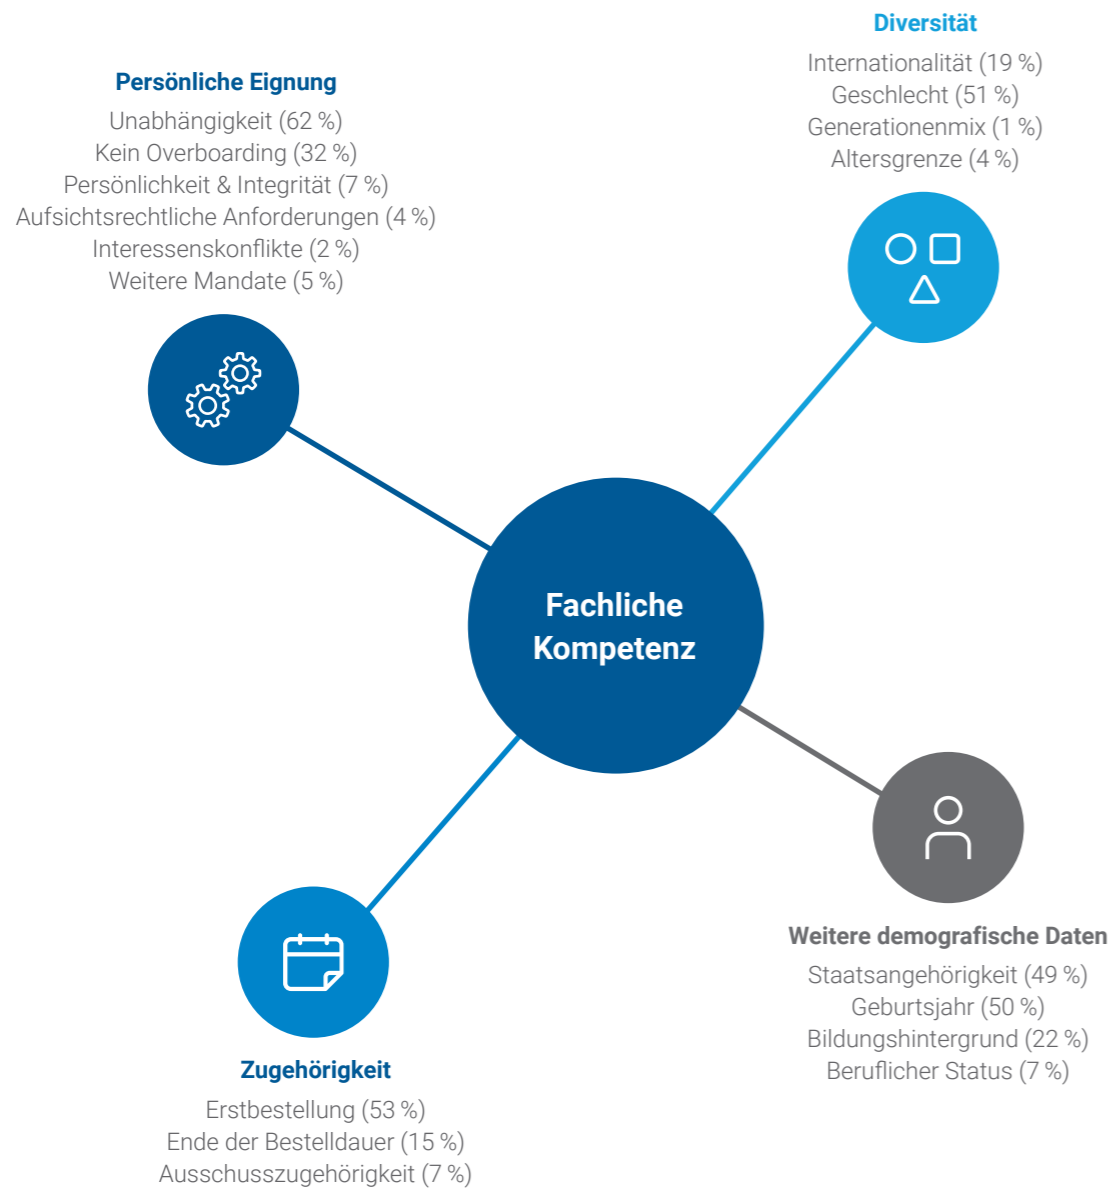 Diversität
Internationalität (19 %)
Geschlecht (51 %)
Generationenmix (1 %)
Altersgrenze (4 %)
Persönliche Eignung
Unabhängigkeit (62 %)
Kein Overboarding (32 %)
Persönlichkeit & Integrität (7 %)
Aufsichtsrechtliche Anforderungen (4 %)
Interessenskonflikte (2 %)
Weitere Mandate (5 %)
Fachliche
Kompetenz
Weitere demografische Daten
Staatsangehörigkeit (49 %)
Geburtsjahr (50 %)
Bildungshintergrund (22 %)
Beruflicher Status (7 %)
Zugehörigkeit
Erstbestellung (53 %)
Ende der Bestelldauer (15 %)
Ausschusszugehörigkeit (7 %)